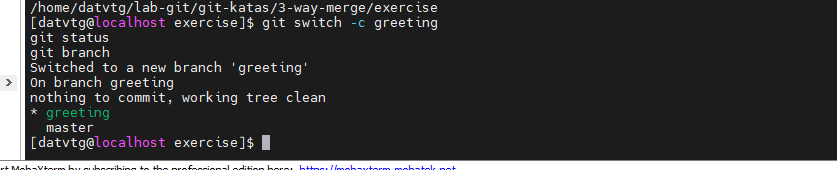 /home/datvtg/lab-git/git-katas/3-way-merge/exercise
[datvtg@localhost exercise]$ git switch -c greeting
git status
git branch
Switched to a new branch 'greeting'
On branch greeting
nothing to commit, working tree clean
* greeting
  master
[datvtg@localhost exercise]$
rt MobaXterm by subscribing to the professional edition here: https://mobaxterm.mobatek.net